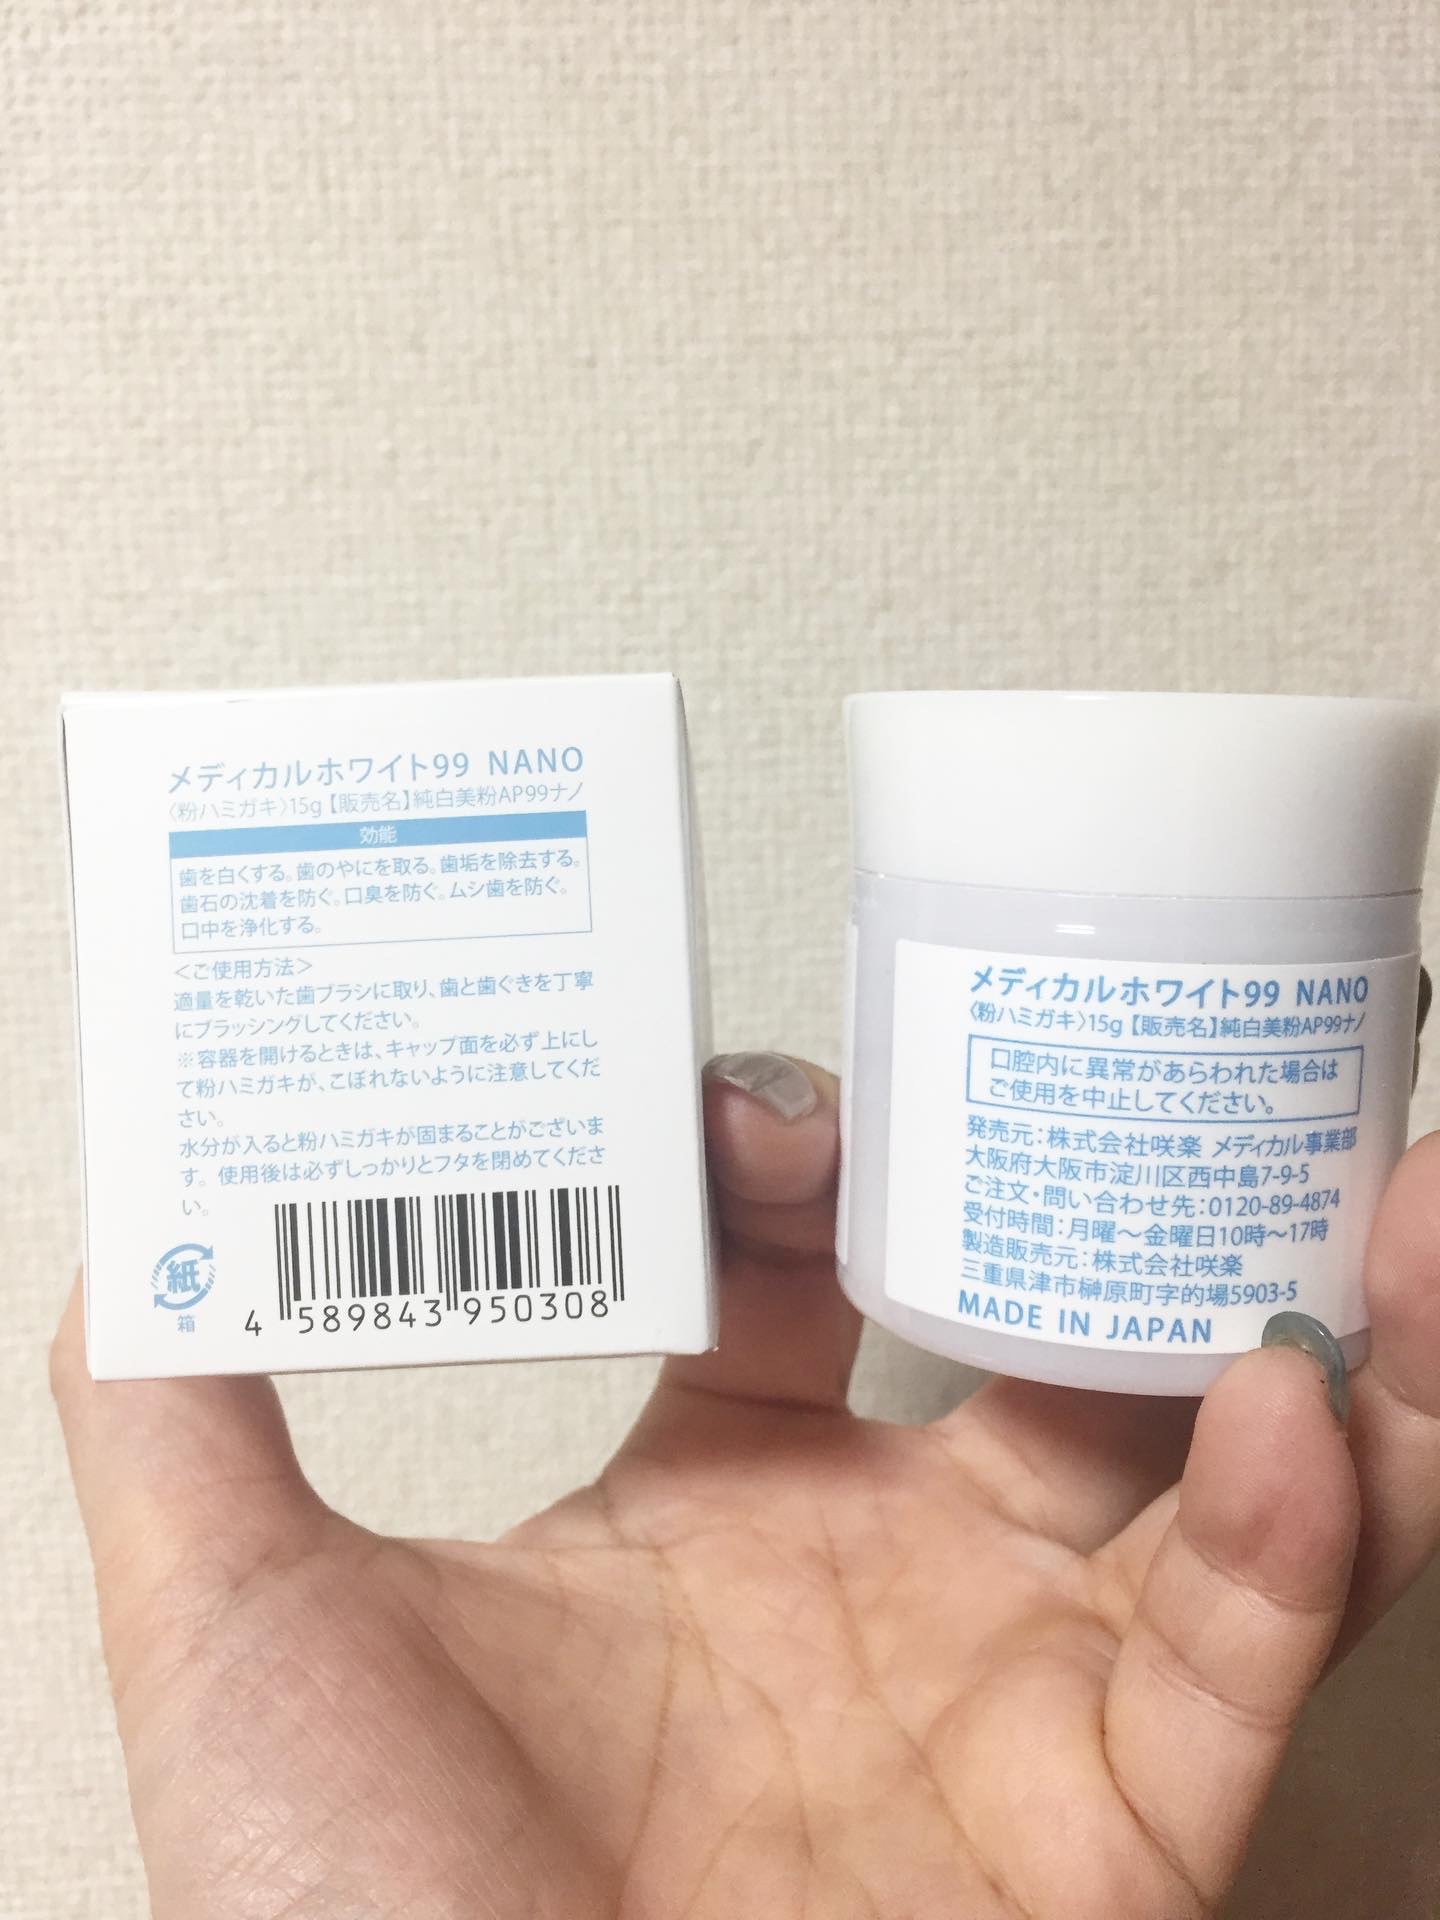 メディカルホワイト99 NANO
〈粉ハミガキ〉15g【販売名】純白美粉AP99ナノ
効能
歯を白くする。歯のやにを取る。歯垢を除去する。
歯石の沈着を防ぐ。口臭を防ぐ。ムシ歯を防ぐ。
口中を浄化する。
＜ご使用方法＞
適量を乾いた歯ブラシに取り、歯と歯ぐきを丁寧
にブラッシングしてください。
※容器を開けるときは、キャップ面を必ず上にし
て粉ハミガキが、こぼれないように注意してくだ
さい。
水分が入ると粉ハミガキが固まることがございま
す。使用後は必ずしっかりとフタを閉めてくださ
い。
紙
箱
4 589843 950308
メディカルホワイト99 NANO
〈粉ハミガキ〉15g【販売名】純白美粉AP99ナノ
口腔内に異常があらわれた場合は
ご使用を中止してください。
発売元：株式会社咲楽 メディカル事業部
大阪府大阪市淀川区西中島7-9-5
ご注文・問い合わせ先：0120-89-4874
受付時間：月曜～金曜日10時～17時
製造販売元：株式会社咲楽
三重県津市榊原町字的場5903-5
MADE IN JAPAN